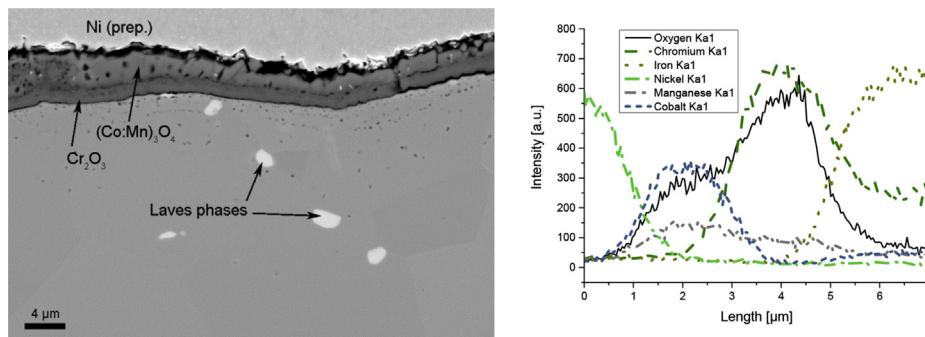 Ni (prep.)
(Co:Mn)₃O₄
Cr₂O₃
Laves phases
4 µm
Oxygen Ka1
Chromium Ka1
Iron Ka1
Nickel Ka1
Manganese Ka1
Cobalt Ka1
Intensity [a.u.]
800
700
600
500
400
300
200
100
0
0 1 2 3 4 5 6
Length [µm]